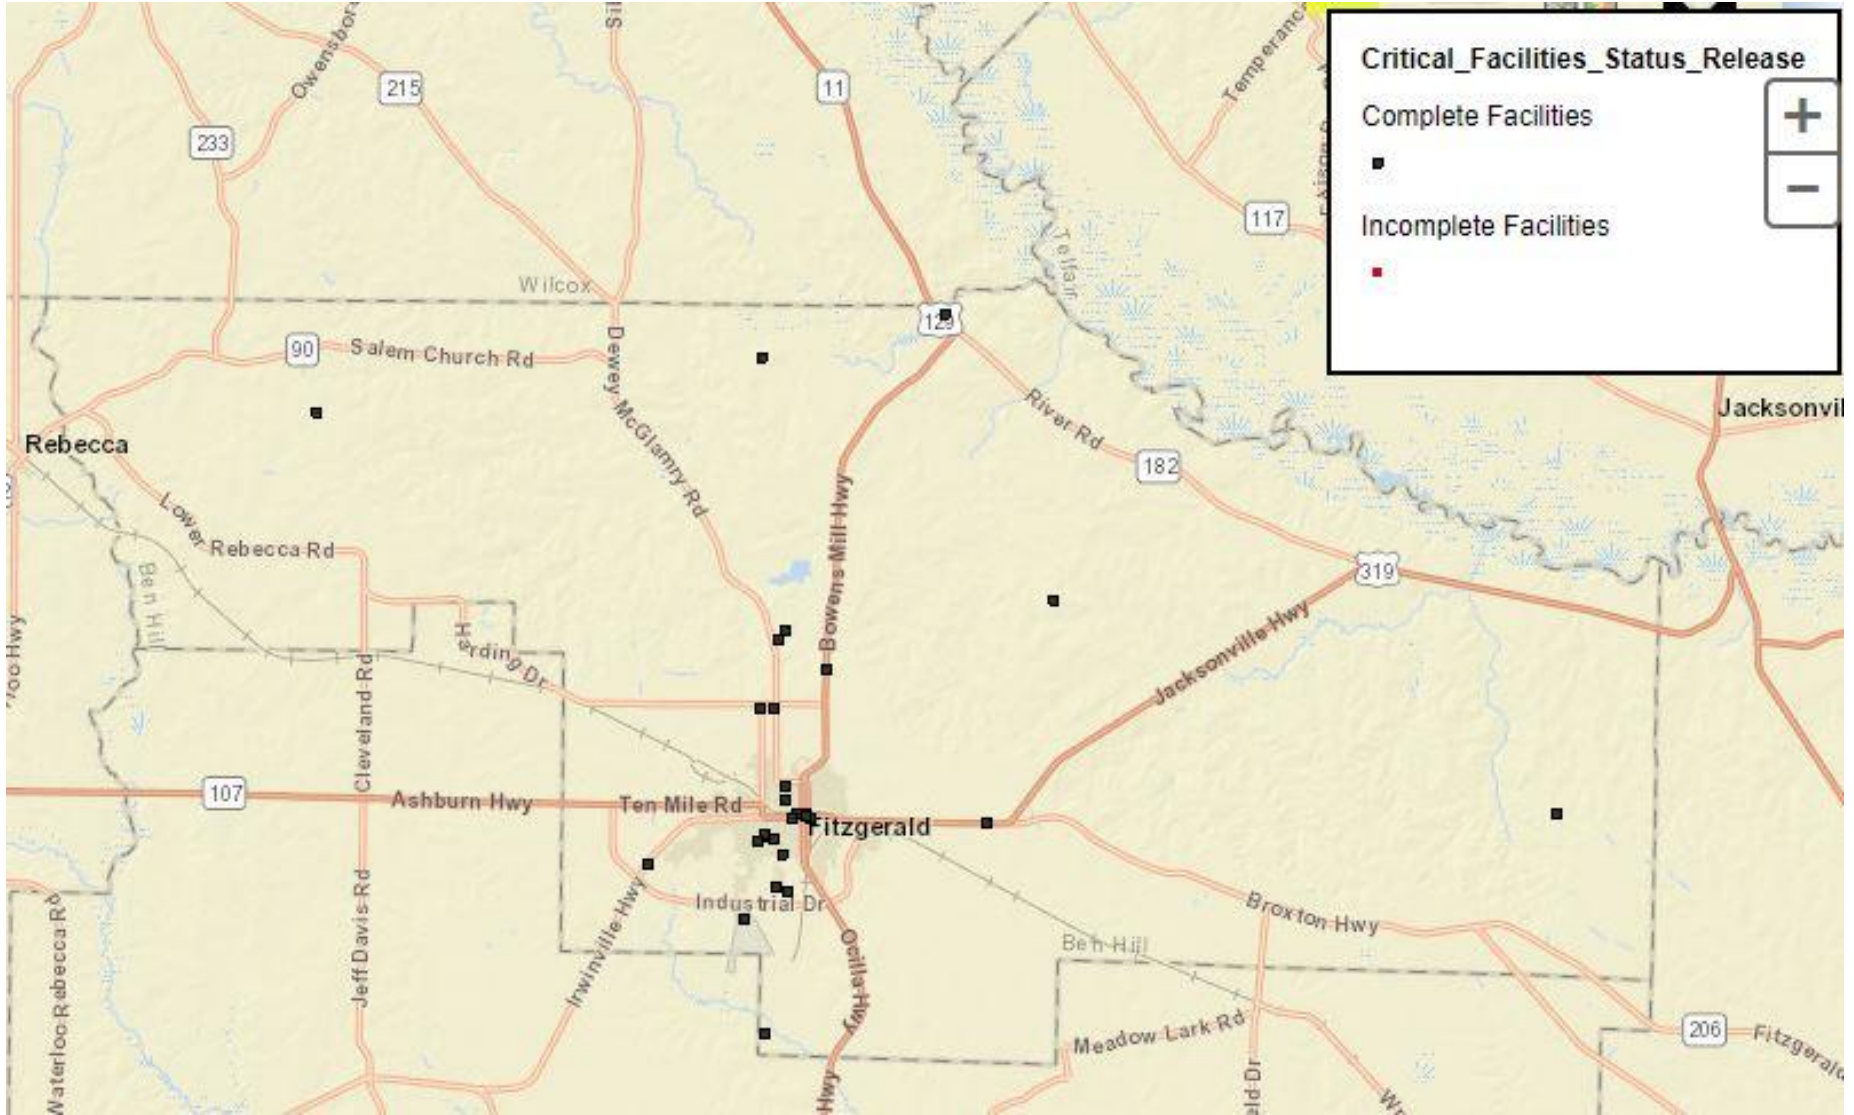 Critical_Facilities_Status_Release
Complete Facilities
Incomplete Facilities
+
−
215
11
233
117
Wilcox
Telfair
129
90
Salem Church Rd
Dewey McGlamry Rd
River Rd
182
Rebecca
Lower
Rebecca Rd
Bowens Mill Hwy
319
Ben Hill
Harding Dr
Cleveland Rd
Jacksonville Hwy
107
Ashburn Hwy
Ten Mile Rd
Fitzgerald
Industrial Dr
Irwinville Hwy
Jeff Davis Rd
Ocilla Hwy
Broxton Hwy
Ben Hill
Waterloo Rebecca Rd
Meadow Lark Rd
206
Fitzgerald
Hwy